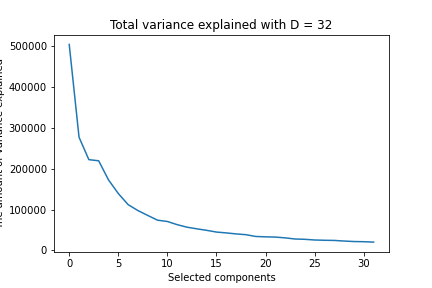 Total variance explained with D = 32
500000
400000
300000
200000
100000
0
amount of variance explained
0 5 10 15 20 25 30
Selected components